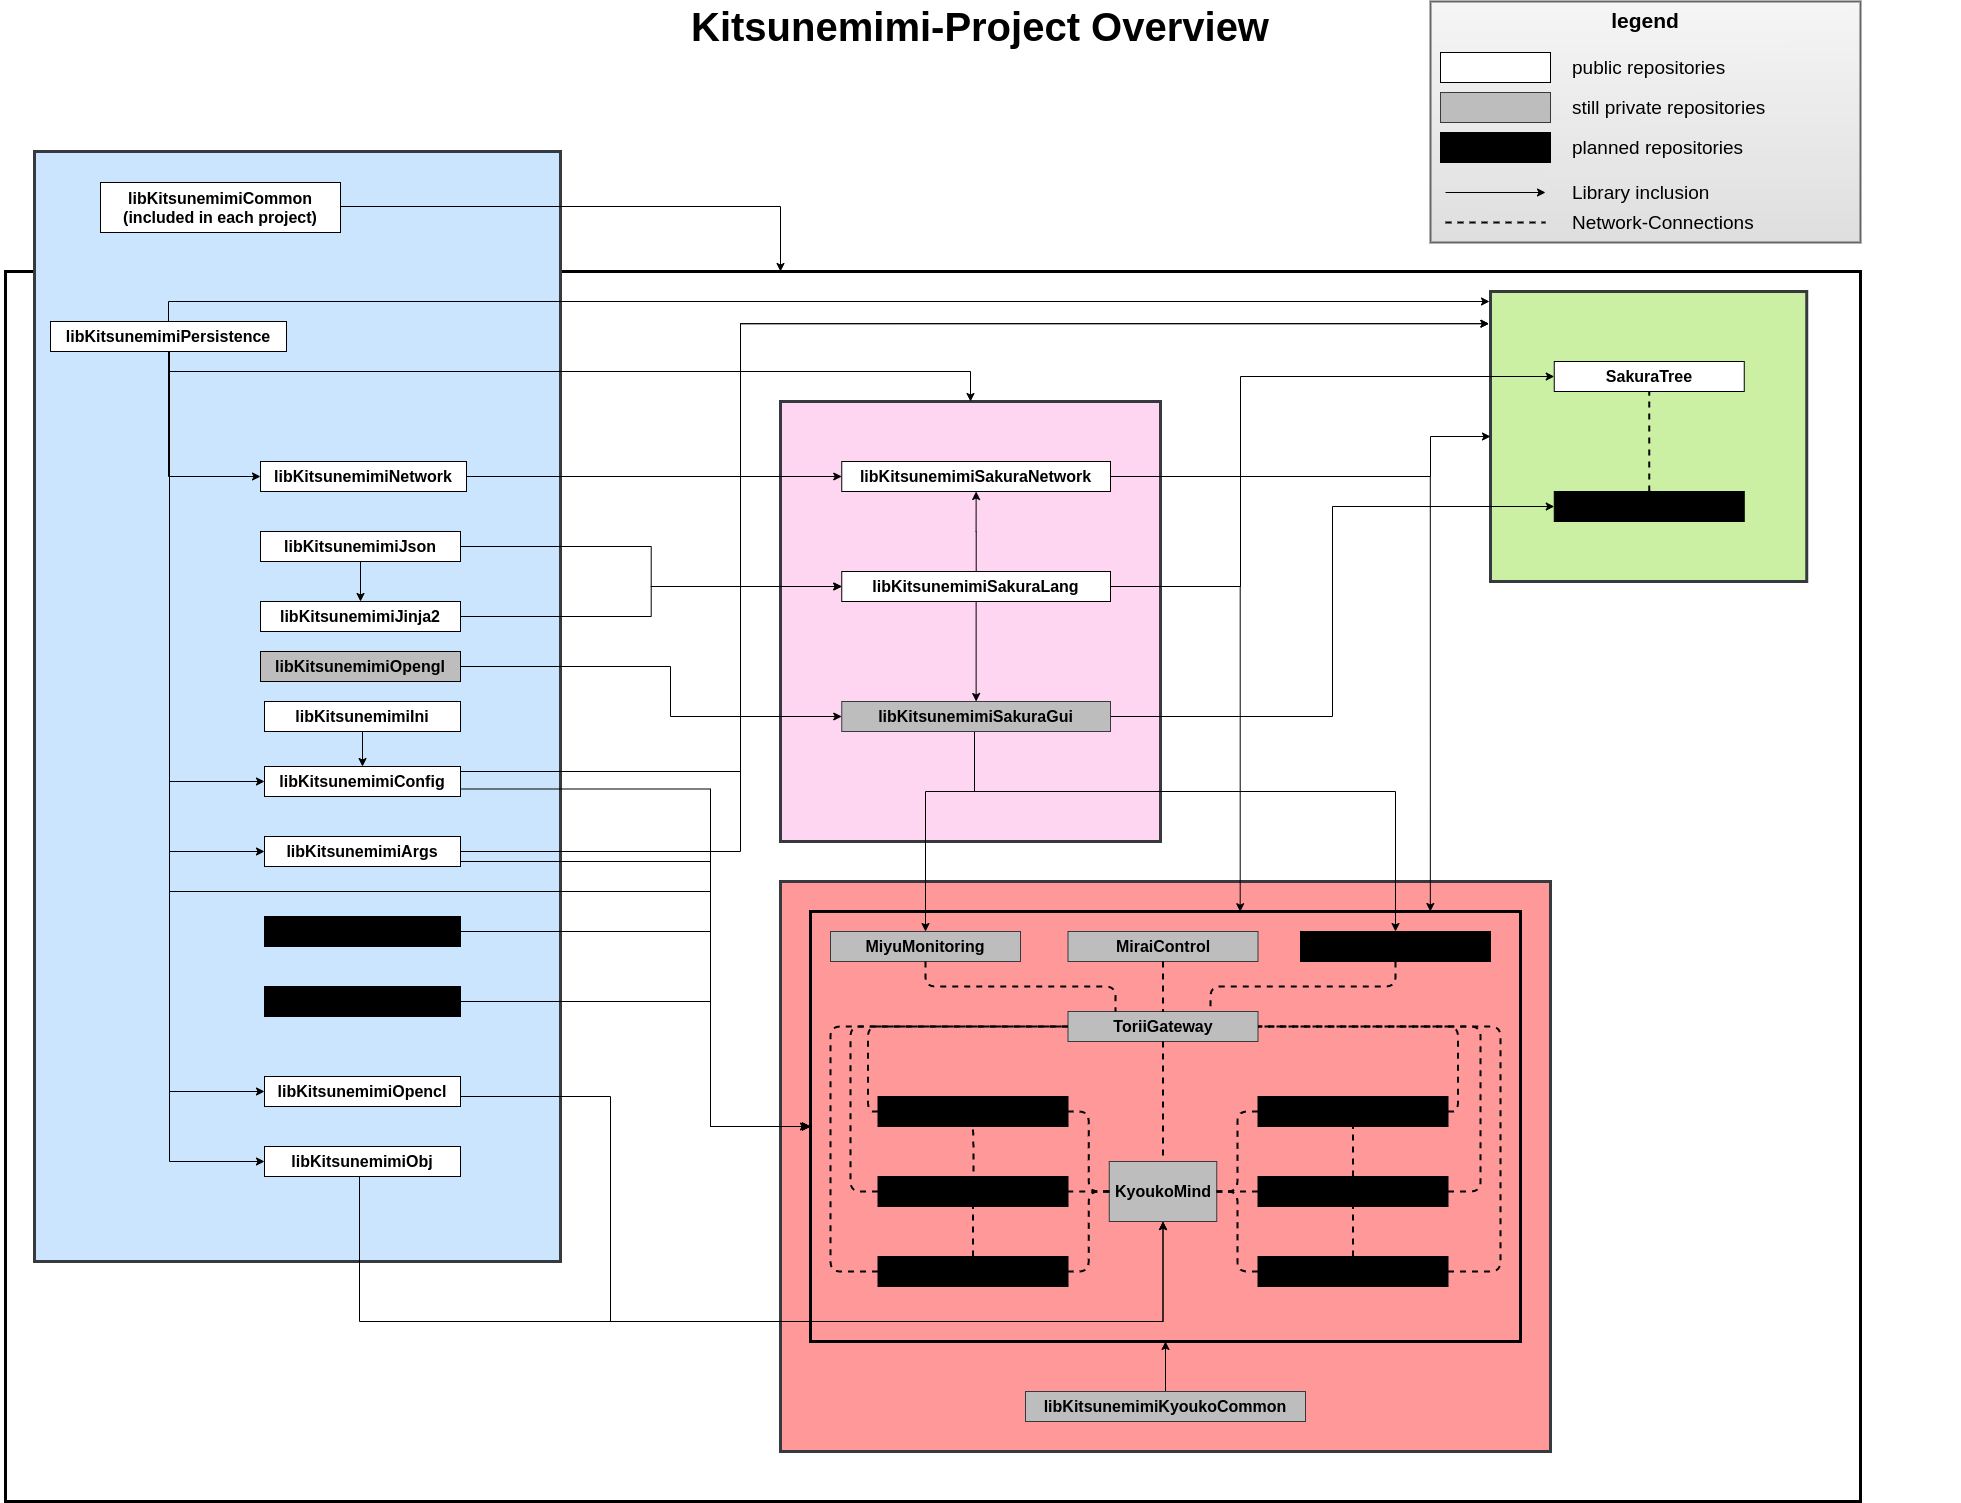 Kitsunemimi-Project Overview
legend
public repositories
still private repositories
planned repositories
Library inclusion
Network-Connections
libKitsunemimiCommon
(included in each project)
libKitsunemimiPersistence
libKitsunemimiNetwork
libKitsunemimiJson
libKitsunemimiJinja2
libKitsunemimiOpengl
libKitsunemimiIni
libKitsunemimiConfig
libKitsunemimiArgs
libKitsunemimiOpencl
libKitsunemimiObj
libKitsunemimiSakuraNetwork
libKitsunemimiSakuraLang
libKitsunemimiSakuraGui
SakuraTree
MiyuMonitoring
MiraiControl
ToriiGateway
KyoukoMind
libKitsunemimiKyoukoCommon